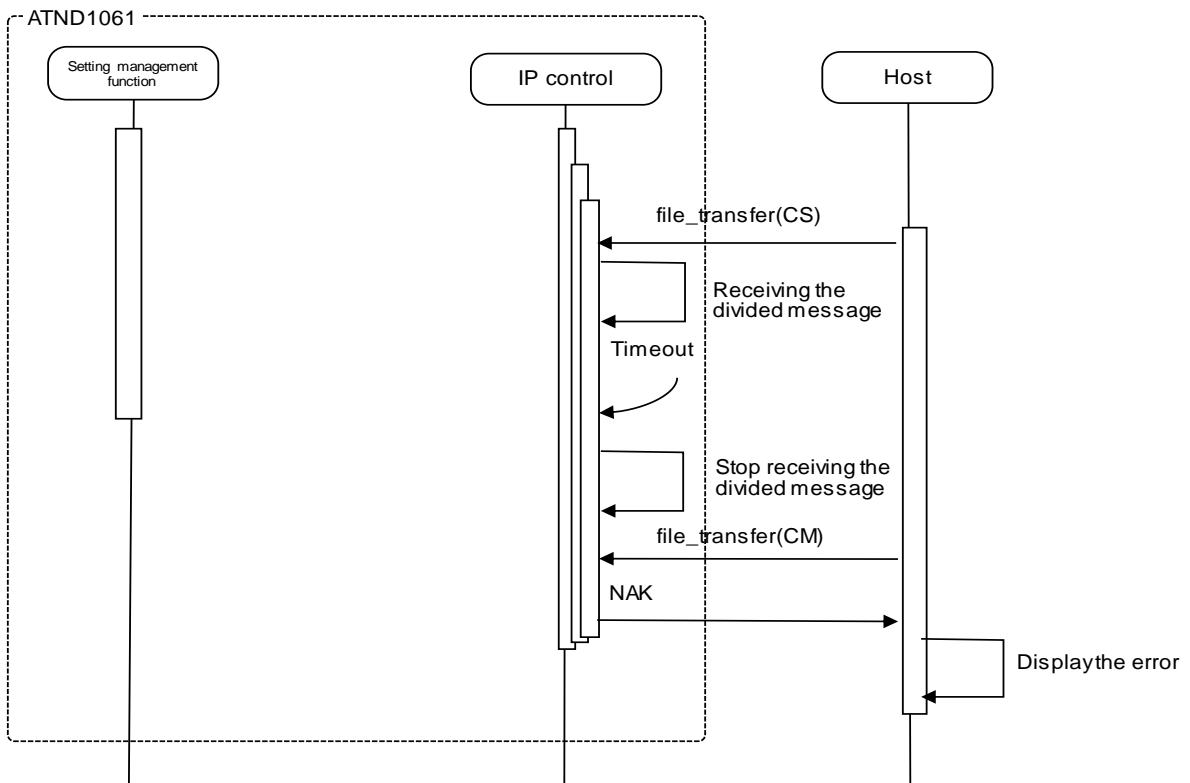 ATND1061
Setting management
function
IP control
Host
file_transfer(CS)
Receiving the
divided message
Timeout
Stop receiving the
divided message
file_transfer(CM)
NAK
Display the error